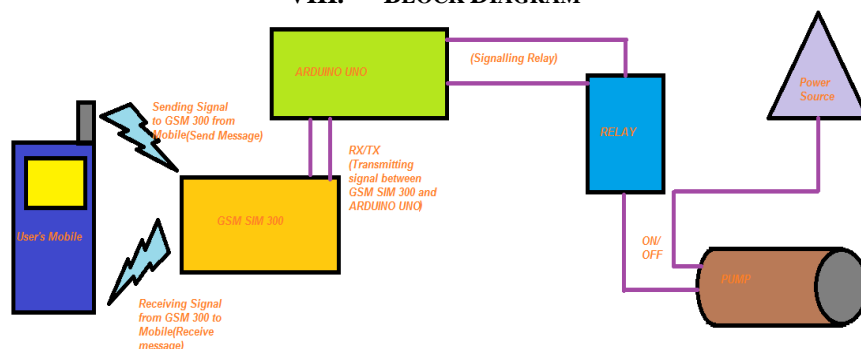 VIII. BLOCK DIAGRAM
ARDUINO UNO
(Signalling Relay)
Power
Source
Sending Signal
to GSM 300 from
Mobile(Send Message)
RELAY
RX/TX
(Transmitting
signal between
GSM SIM 300 and
ARDUINO UNO)
GSM SIM 300
User's Mobile
ON/
OFF
PUMP
Receiving Signal
from GSM 300 to
Mobile(Receive
message)